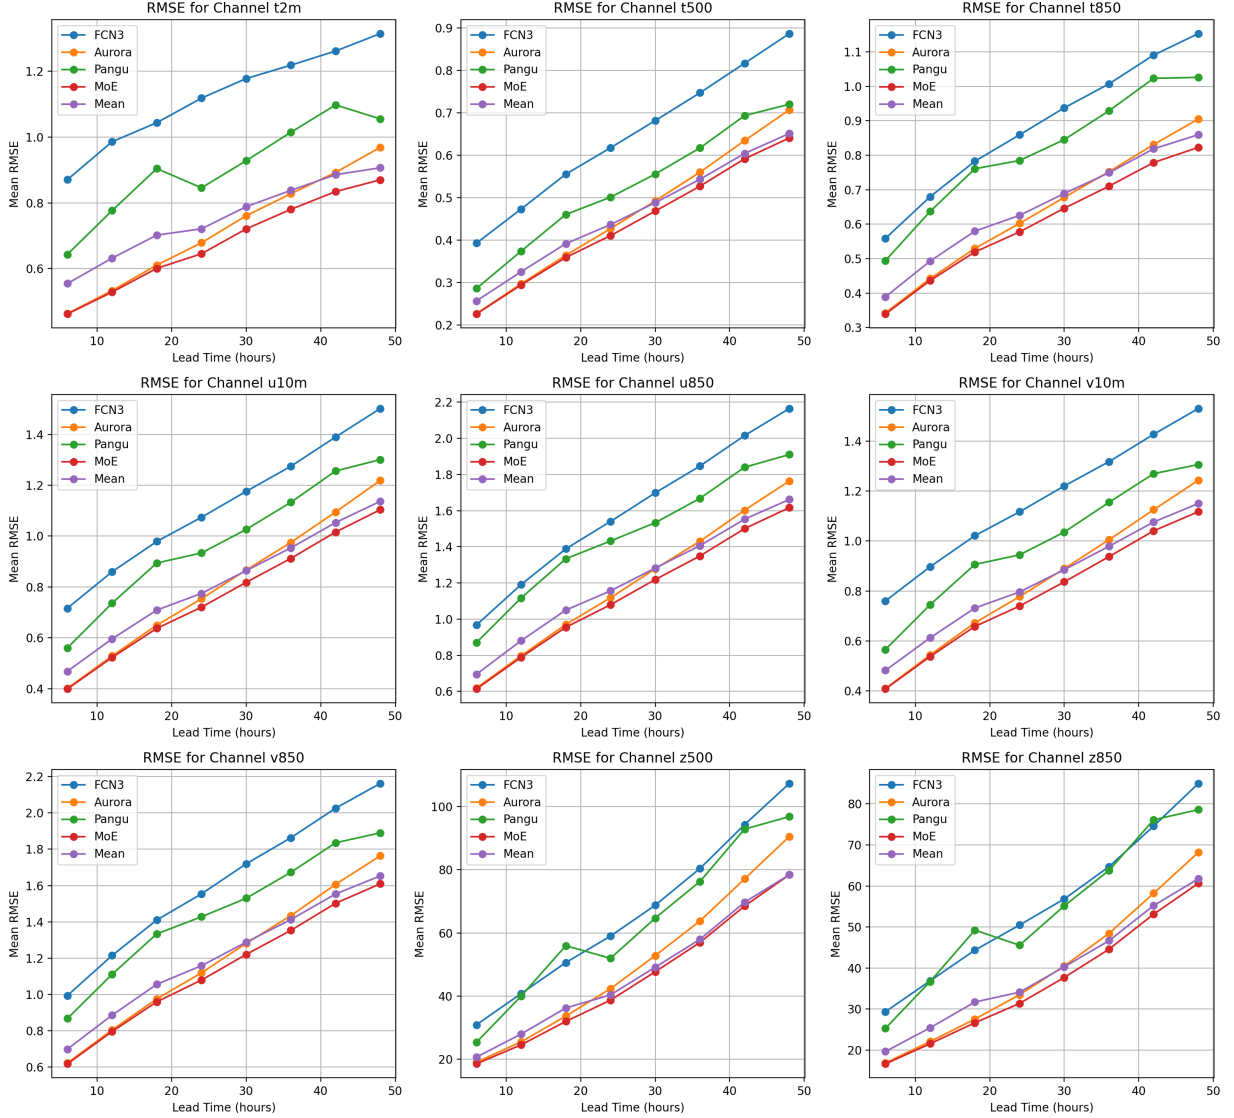 RMSE for Channel t2m
Mean RMSE
1.2
1.0
0.8
0.6
FCN3
Aurora
Pangu
MoE
Mean
10 20 30 40 50
Lead Time (hours)
RMSE for Channel t500
Mean RMSE
0.9
0.8
0.7
0.6
0.5
0.4
0.3
0.2
FCN3
Aurora
Pangu
MoE
Mean
10 20 30 40 50
Lead Time (hours)
RMSE for Channel t850
Mean RMSE
1.1
1.0
0.9
0.8
0.7
0.6
0.5
0.4
0.3
FCN3
Aurora
Pangu
MoE
Mean
10 20 30 40 50
Lead Time (hours)
RMSE for Channel u10m
Mean RMSE
1.4
1.2
1.0
0.8
0.6
0.4
FCN3
Aurora
Pangu
MoE
Mean
10 20 30 40 50
Lead Time (hours)
RMSE for Channel u850
Mean RMSE
2.2
2.0
1.8
1.6
1.4
1.2
1.0
0.8
0.6
FCN3
Aurora
Pangu
MoE
Mean
10 20 30 40 50
Lead Time (hours)
RMSE for Channel v10m
Mean RMSE
1.4
1.2
1.0
0.8
0.6
0.4
FCN3
Aurora
Pangu
MoE
Mean
10 20 30 40 50
Lead Time (hours)
RMSE for Channel v850
Mean RMSE
2.2
2.0
1.8
1.6
1.4
1.2
1.0
0.8
0.6
FCN3
Aurora
Pangu
MoE
Mean
10 20 30 40 50
Lead Time (hours)
RMSE for Channel z500
Mean RMSE
100
80
60
40
20
FCN3
Aurora
Pangu
MoE
Mean
10 20 30 40 50
Lead Time (hours)
RMSE for Channel z850
Mean RMSE
80
70
60
50
40
30
20
FCN3
Aurora
Pangu
MoE
Mean
10 20 30 40 50
Lead Time (hours)